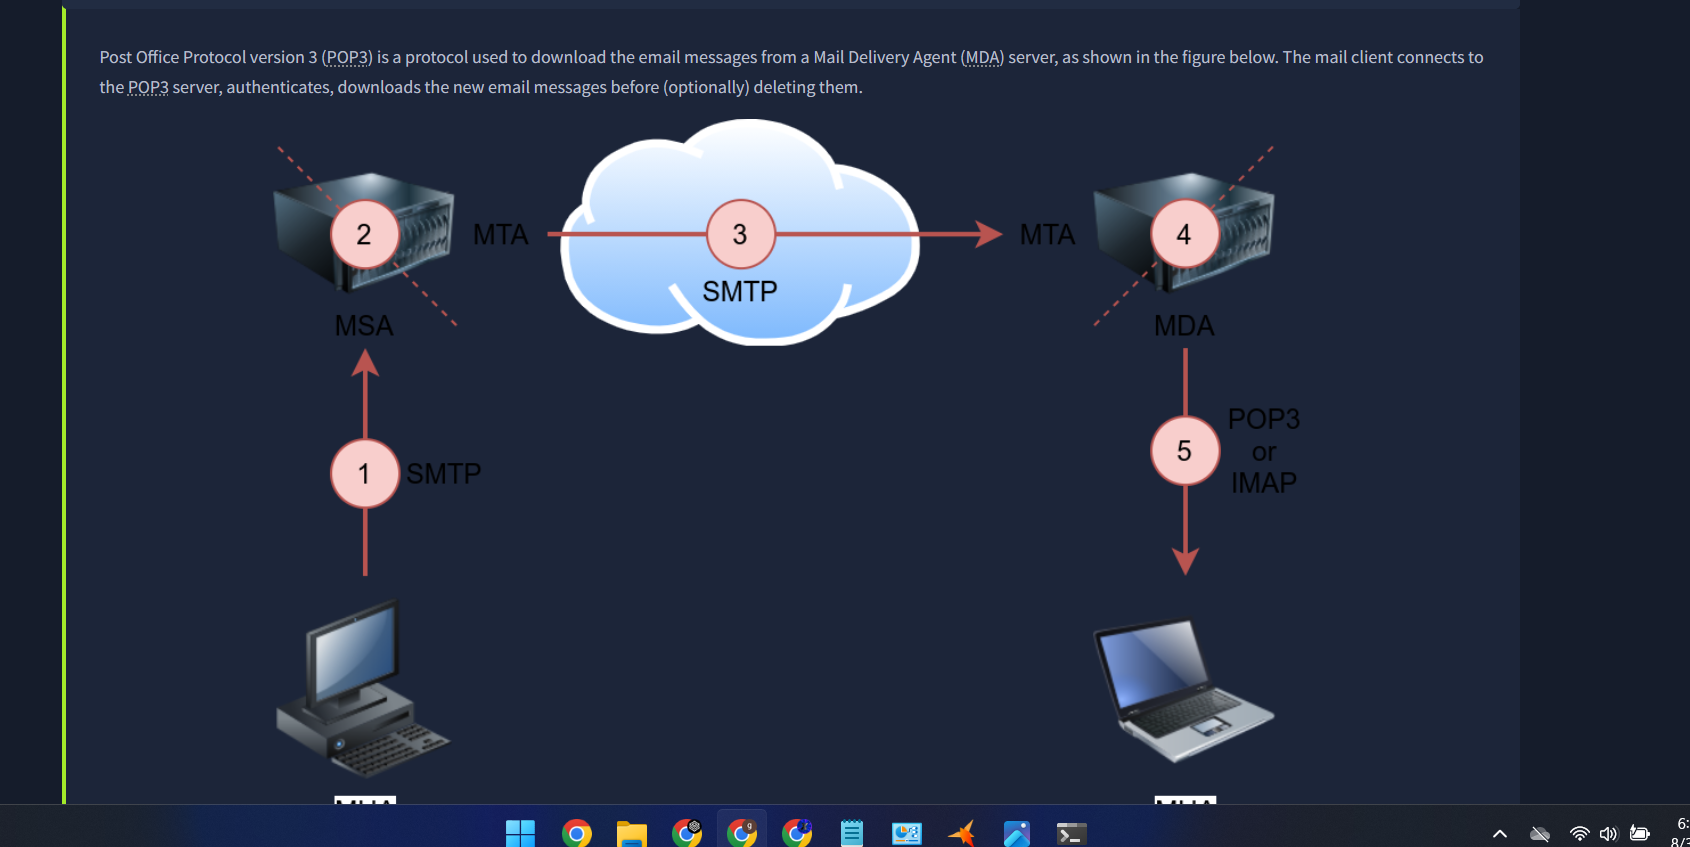 Post Office Protocol version 3 (POP3) is a protocol used to download the email messages from a Mail Delivery Agent (MDA) server, as shown in the figure below. The mail client connects to
the POP3 server, authenticates, downloads the new email messages before (optionally) deleting them.
2
MTA
3
MTA
4
SMTP
MSA
MDA
POP3
5
or
1
SMTP
IMAP
g
6:
8/